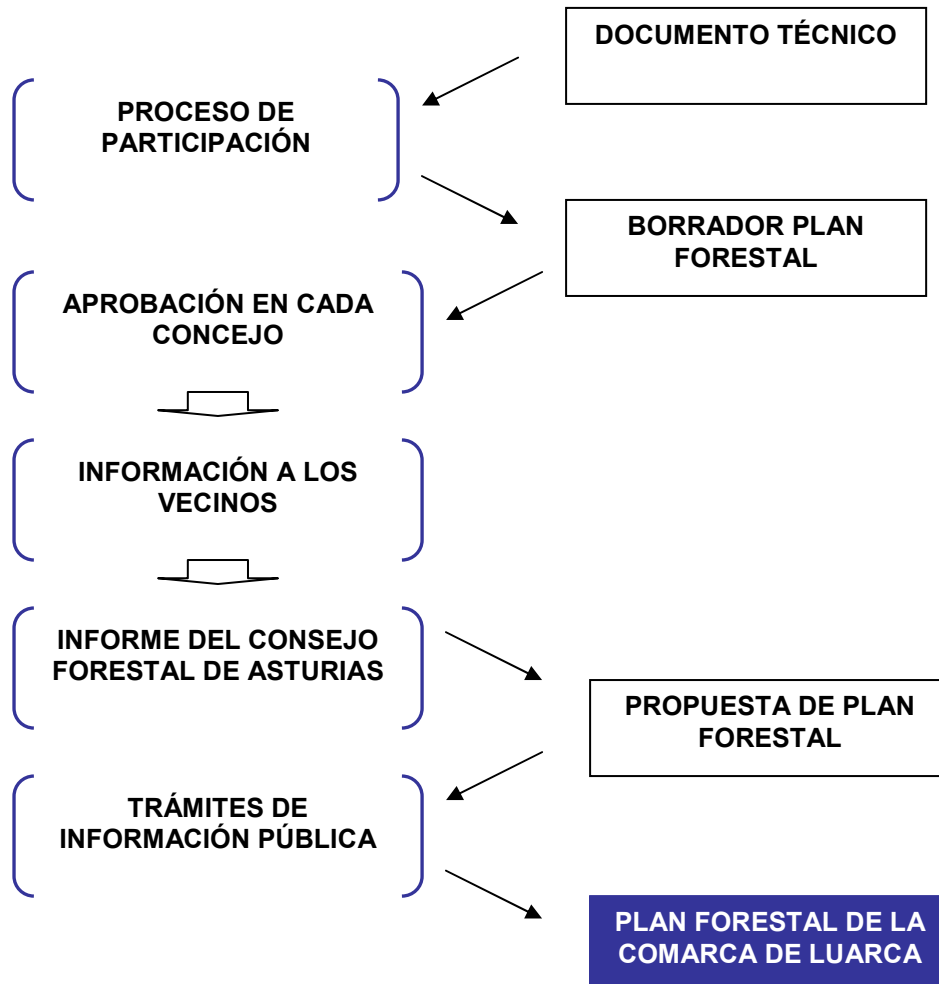 DOCUMENTO TÉCNICO
PROCESO DE
PARTICIPACIÓN
BORRADOR PLAN
FORESTAL
APROBACIÓN EN CADA
CONCEJO
INFORMACIÓN A LOS
VECINOS
INFORME DEL CONSEJO
FORESTAL DE ASTURIAS
PROPUESTA DE PLAN
FORESTAL
TRÁMITES DE
INFORMACIÓN PÚBLICA
PLAN FORESTAL DE LA
COMARCA DE LUARCA